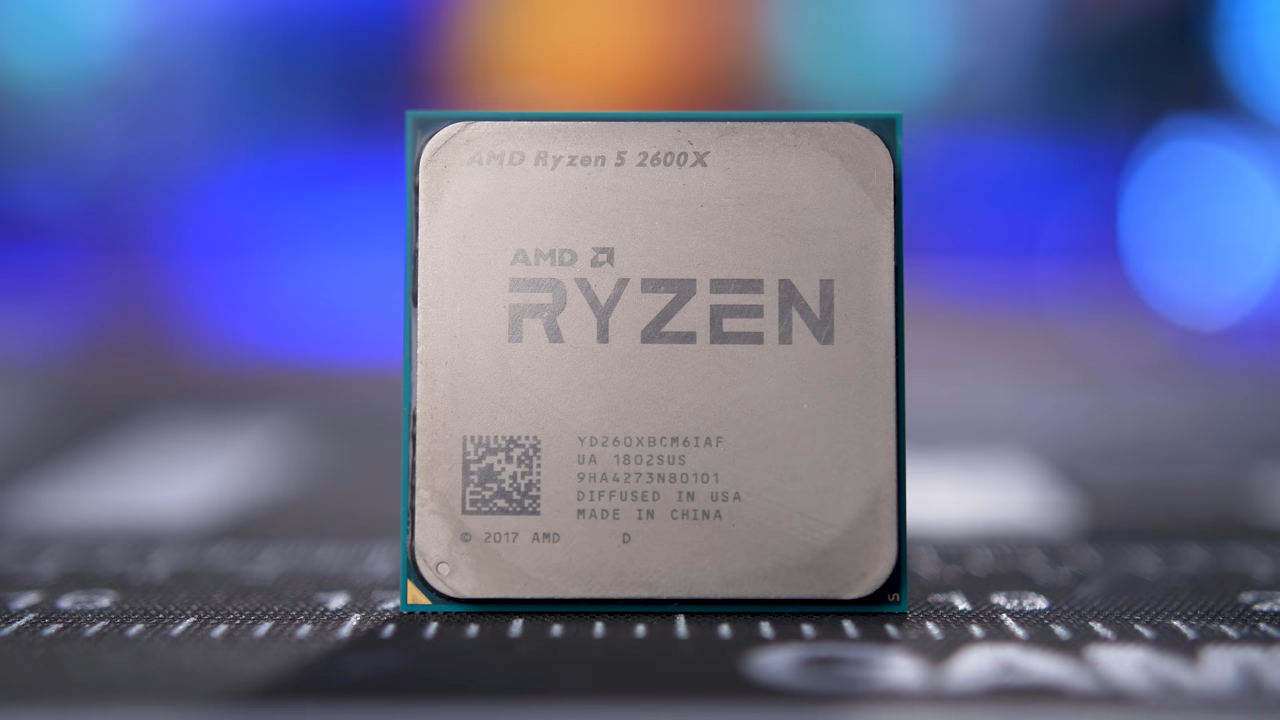 AMD Ryzen 5 2600X
AMD
RYZEN
YD260XBCM6IAF
UA 1802SUS
9HA4273N80101
DIFFUSED IN USA
MADE IN CHINA
© 2017 AMD D